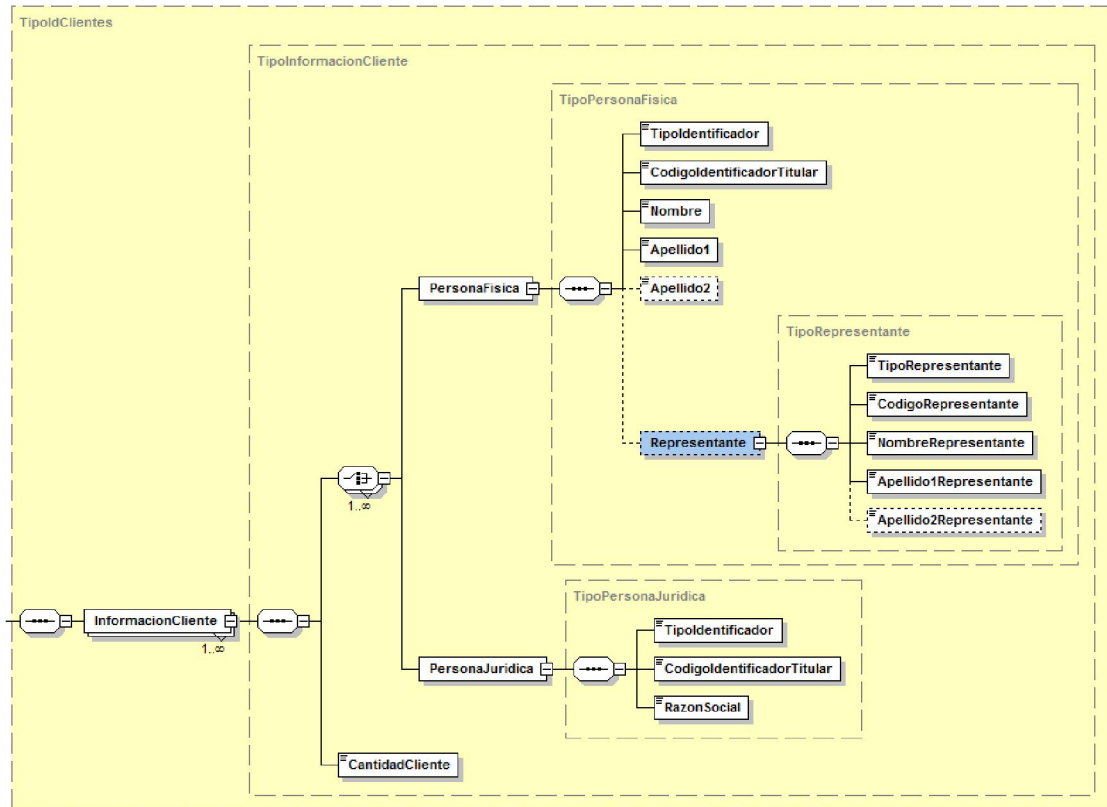 TipoIdClientes
TipoInformacionCliente
TipoPersonaFisica
TipoIdentificador
CodigoIdentificadorTitular
Nombre
Apellido1
PersonaFisica
Apellido2
TipoRepresentante
TipoRepresentante
CodigoRepresentante
Representante
NombreRepresentante
Apellido1Representante
1..∞
Apellido2Representante
TipoPersonaJuridica
InformacionCliente
1..∞
TipoIdentificador
PersonaJuridica
CodigoIdentificadorTitular
RazonSocial
CantidadCliente